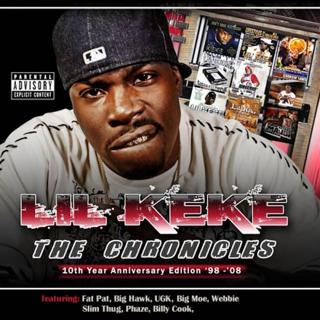 PARENTAL
ADVISORY
EXPLICIT CONTENT
LIL KEKE
THE CHRONICLES
10th Year Anniversary Edition '98 -'08
Featuring: Fat Pat, Big Hawk, UGK, Big Moe, Webbie
Slim Thug, Phaze, Billy Cook,